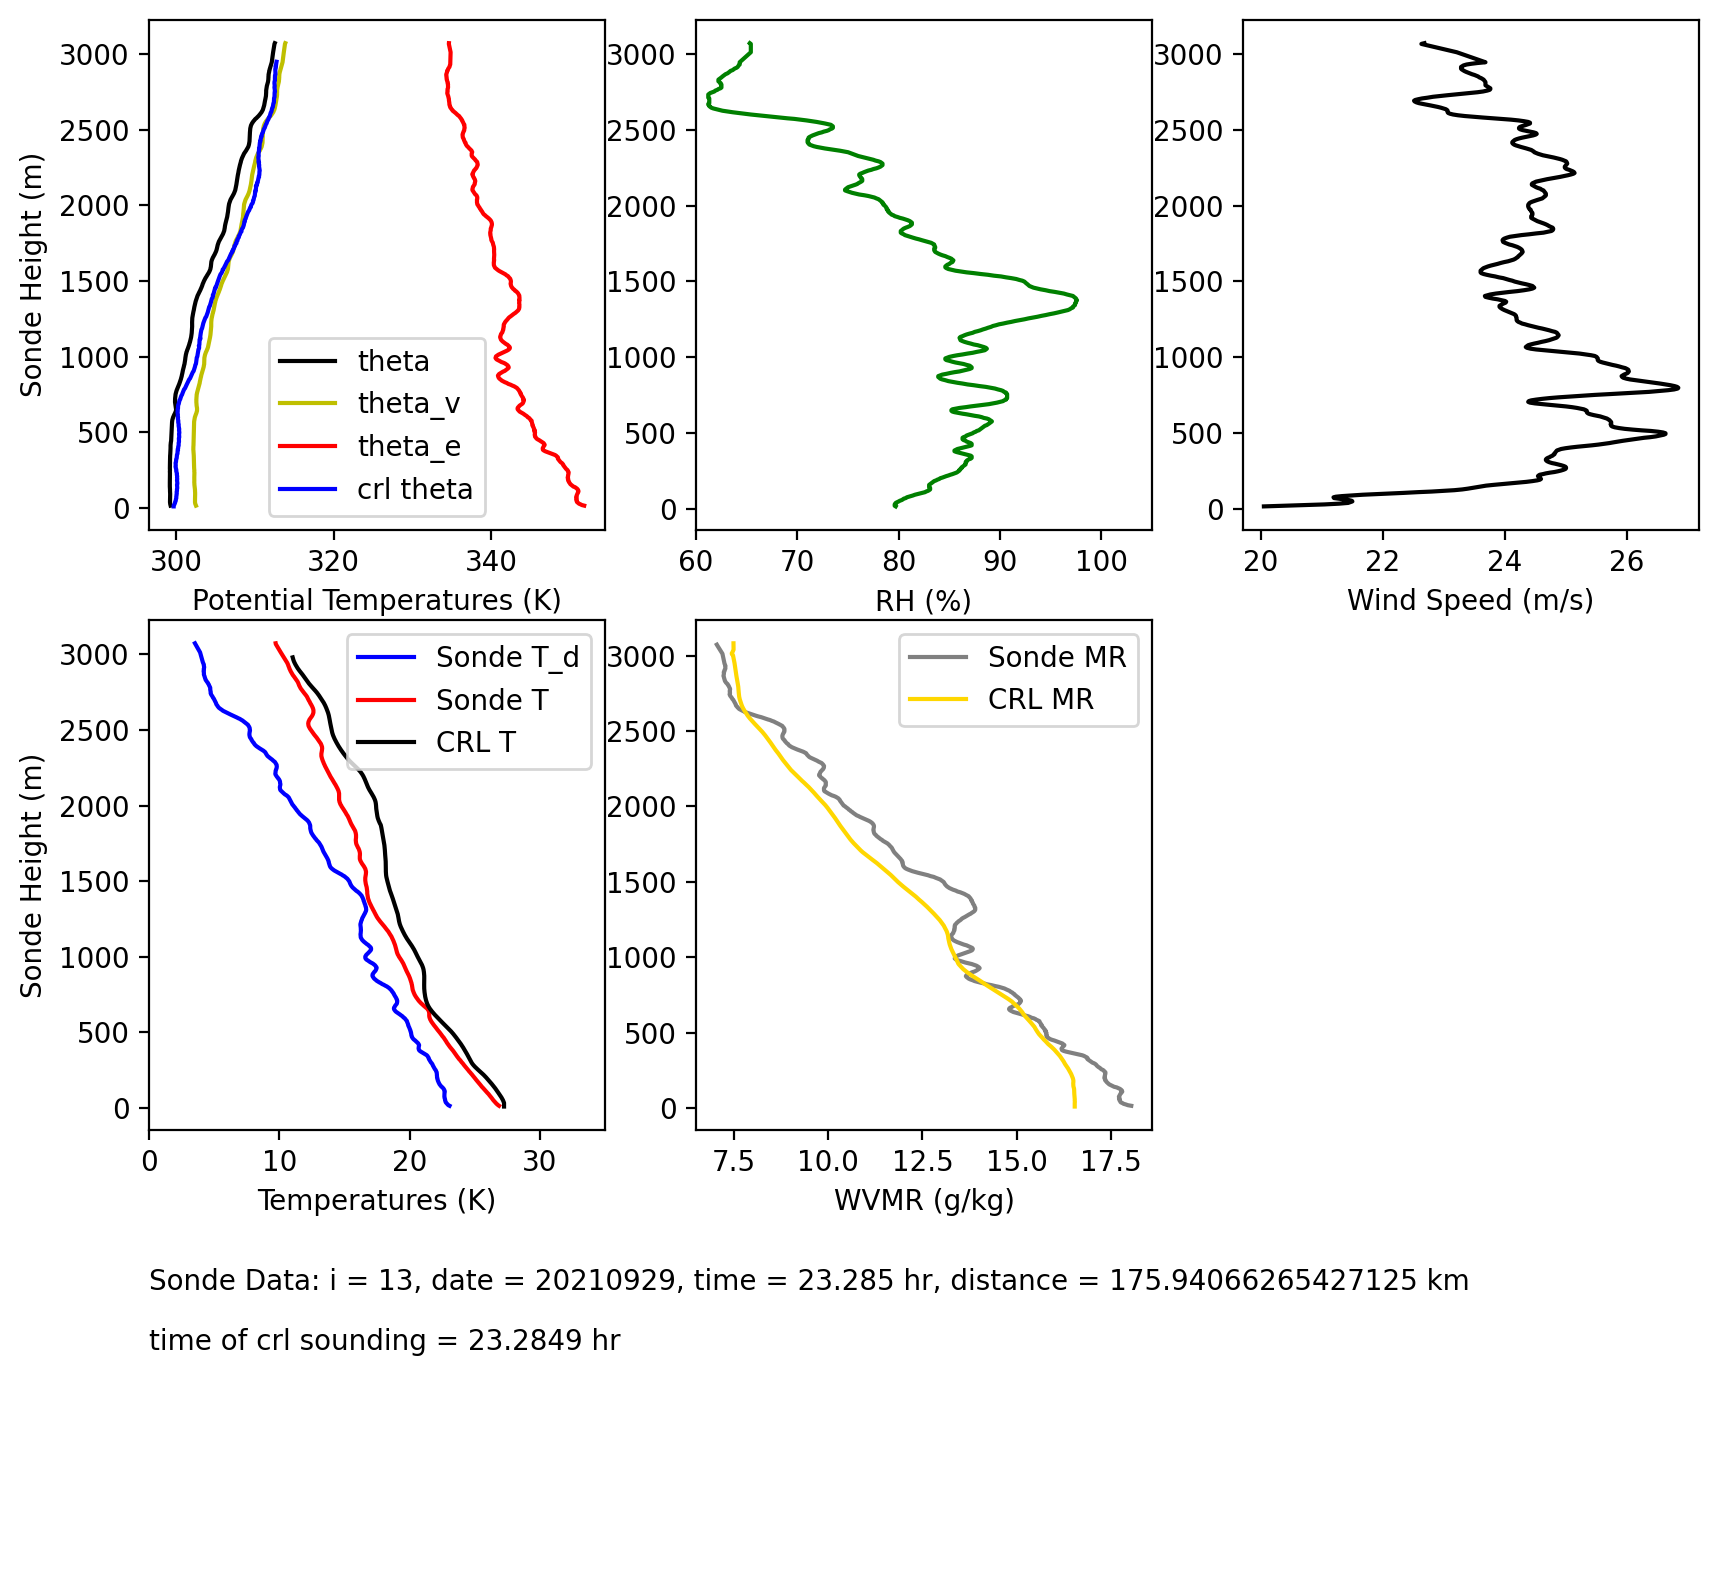 3000
2500
2000
1500
1000
500
0
Sonde Height (m)
theta
theta_v
theta_e
crl theta
300 320 340
Potential Temperatures (K)
3000
2500
2000
1500
1000
500
0
60 70 80 90 100
RH (%)
3000
2500
2000
1500
1000
500
0
20 22 24 26
Wind Speed (m/s)
3000
2500
2000
1500
1000
500
0
Sonde Height (m)
Sonde T_d
Sonde T
CRL T
0 10 20 30
Temperatures (K)
3000
2500
2000
1500
1000
500
0
Sonde MR
CRL MR
7.5 10.0 12.5 15.0 17.5
WVMR (g/kg)
Sonde Data: i = 13, date = 20210929, time = 23.285 hr, distance = 175.94066265427125 km
time of crl sounding = 23.2849 hr